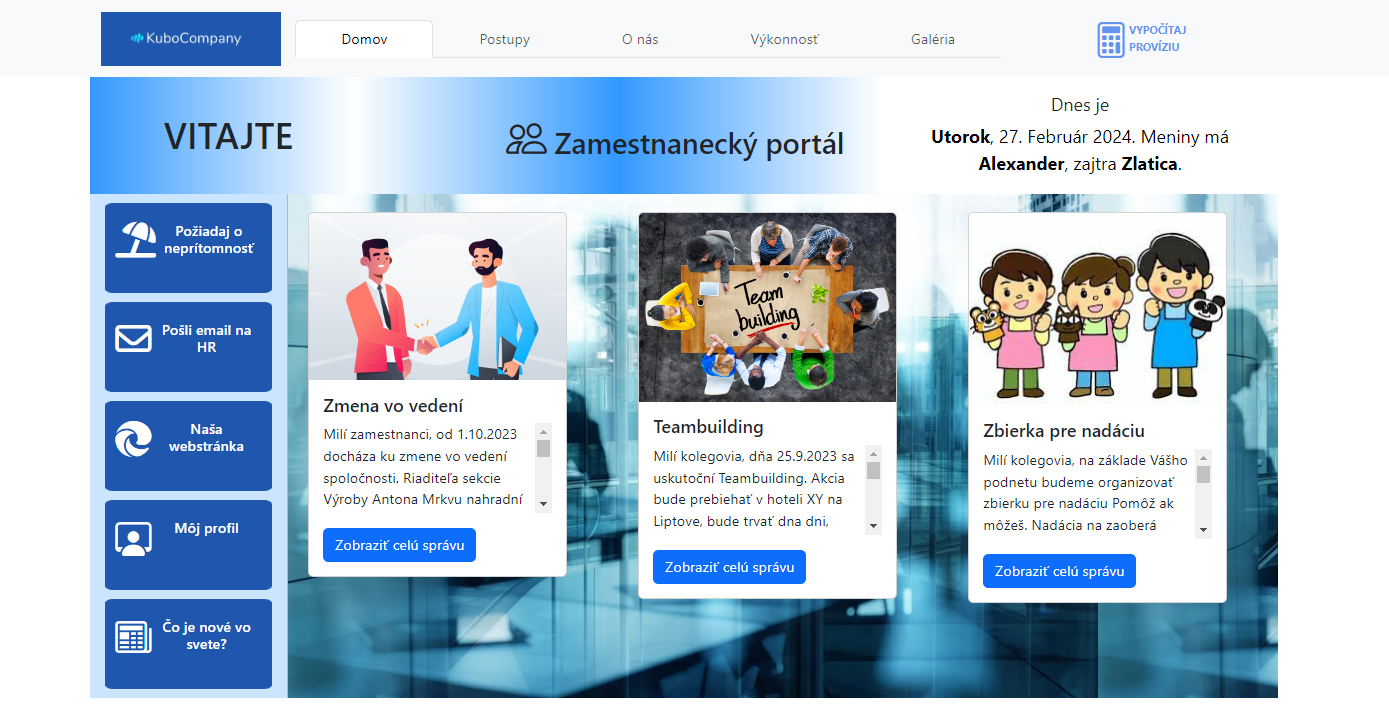 KuboCompany
Domov
Postupy
O nás
Výkonnosť
Galéria
VYPOČÍTAJ
PROVÍZIU
VITAJTE
Zamestnanecký portál
Dnes je
Utorok, 27. Február 2024. Meniny má
Alexander, zajtra Zlatica.
Požiadaj o
neprítomnosť
Pošli email na
HR
Naša
webstránka
Môj profil
Čo je nové vo
svete?
Zmena vo vedení
Milí zamestnanci, od 1.10.2023
docháza ku zmene vo vedení
spoločnosti. Riaditeľa sekcie
Výroby Antona Mrkvu nahradní
Zobraziť celú správu
Team
building
Teambuilding
Milí kolegovia, dňa 25.9.2023 sa
uskutoční Teambuilding. Akcia
bude prebiehať v hoteli XY na
Liptove, bude trvať dna dni,
Zobraziť celú správu
Zbierka pre nadáciu
Milí kolegovia, na základe Vášho
podnetu budeme organizovať
zbierku pre nadáciu Pomôž ak
môžeš. Nadácia na zaoberá
Zobraziť celú správu